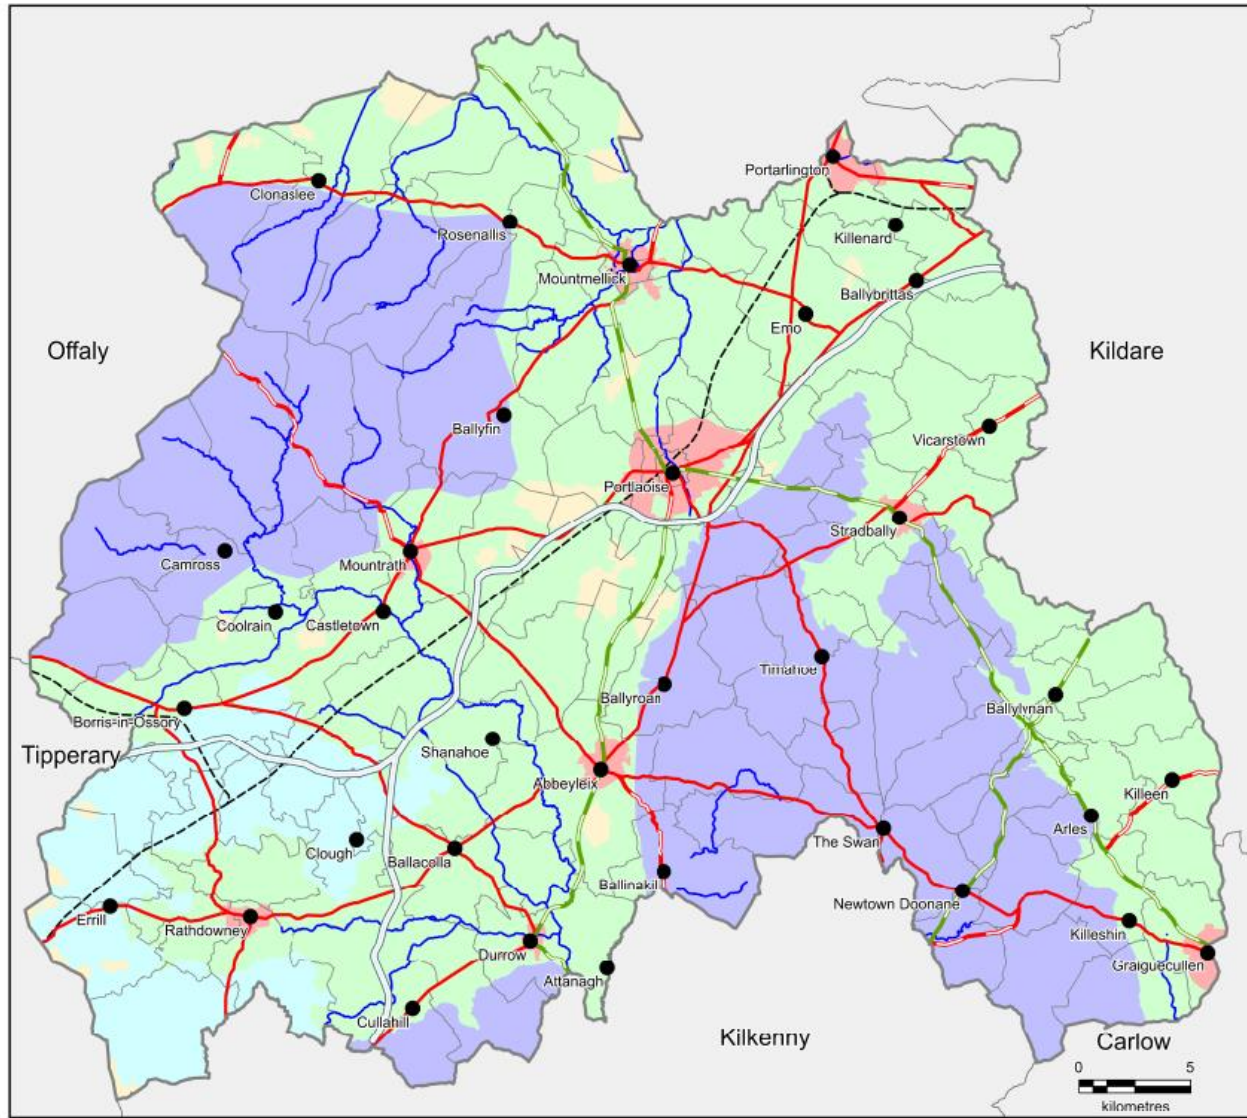 Portarlington
Clonaslee
Killenard
Rosenallis
Mountmellick
Ballybrittas
Emo
Offaly
Kildare
Ballyfin
Vicarstown
Portlaoise
Stradbally
Camross
Mountrath
Coolrain
Castletown
Timahoe
Ballyroan
Ballylynan
Borris-in-Ossory
Tipperary
Shanahoe
Abbeyleix
Killeen
Arles
The Swan
Clough
Ballacolla
Ballinakil
Newtown Doonane
Errill
Rathdowney
Killeshin
Durrow
Graiguecullen
Attanagh
Cullahill
Kilkenny
Carlow
0 5
kilometres